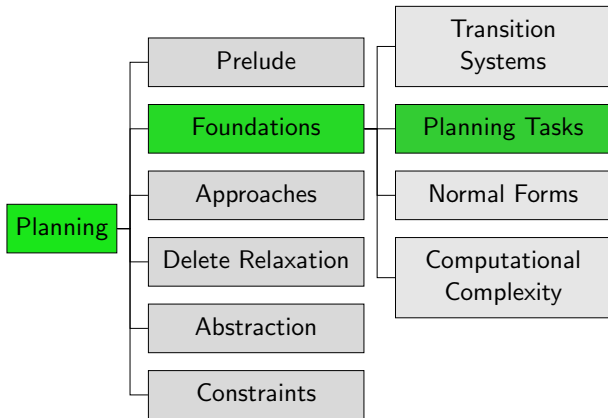 Planning
Prelude
Foundations
Approaches
Delete Relaxation
Abstraction
Constraints
Transition
Systems
Planning Tasks
Normal Forms
Computational
Complexity